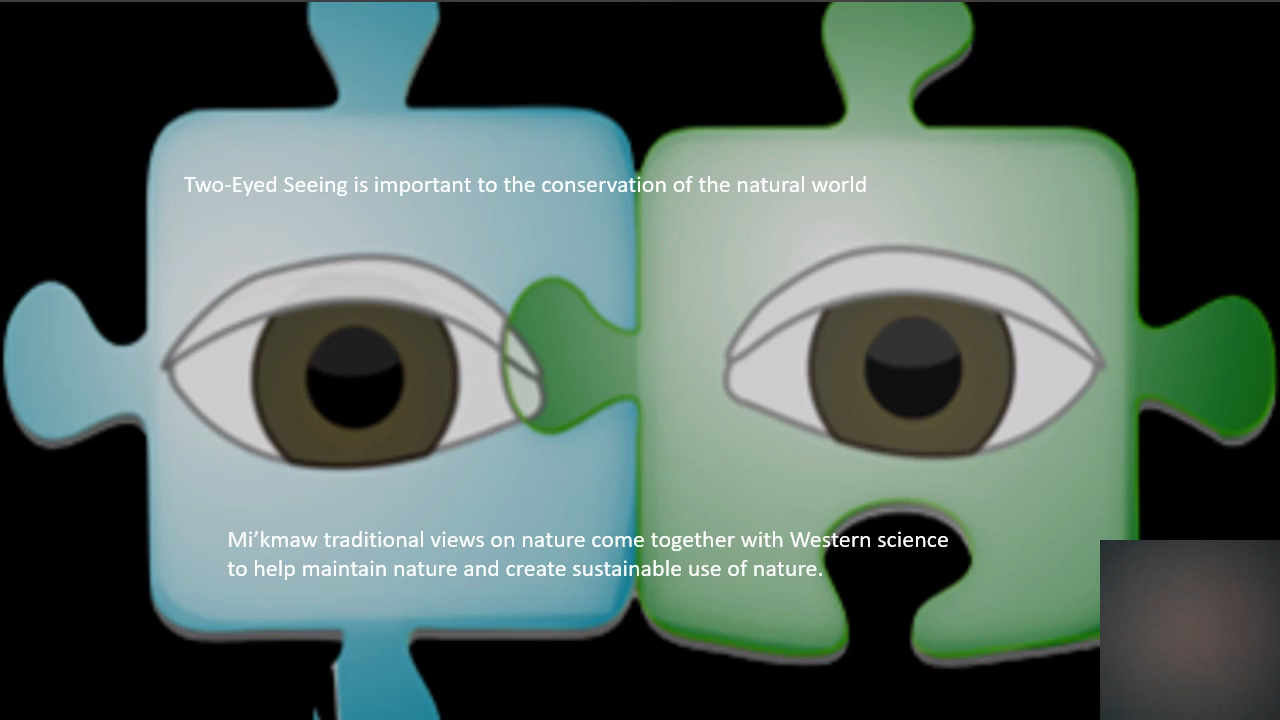 Two-Eyed Seeing is important to the conservation of the natural world
Mi’kmaw traditional views on nature come together with Western science
to help maintain nature and create sustainable use of nature.